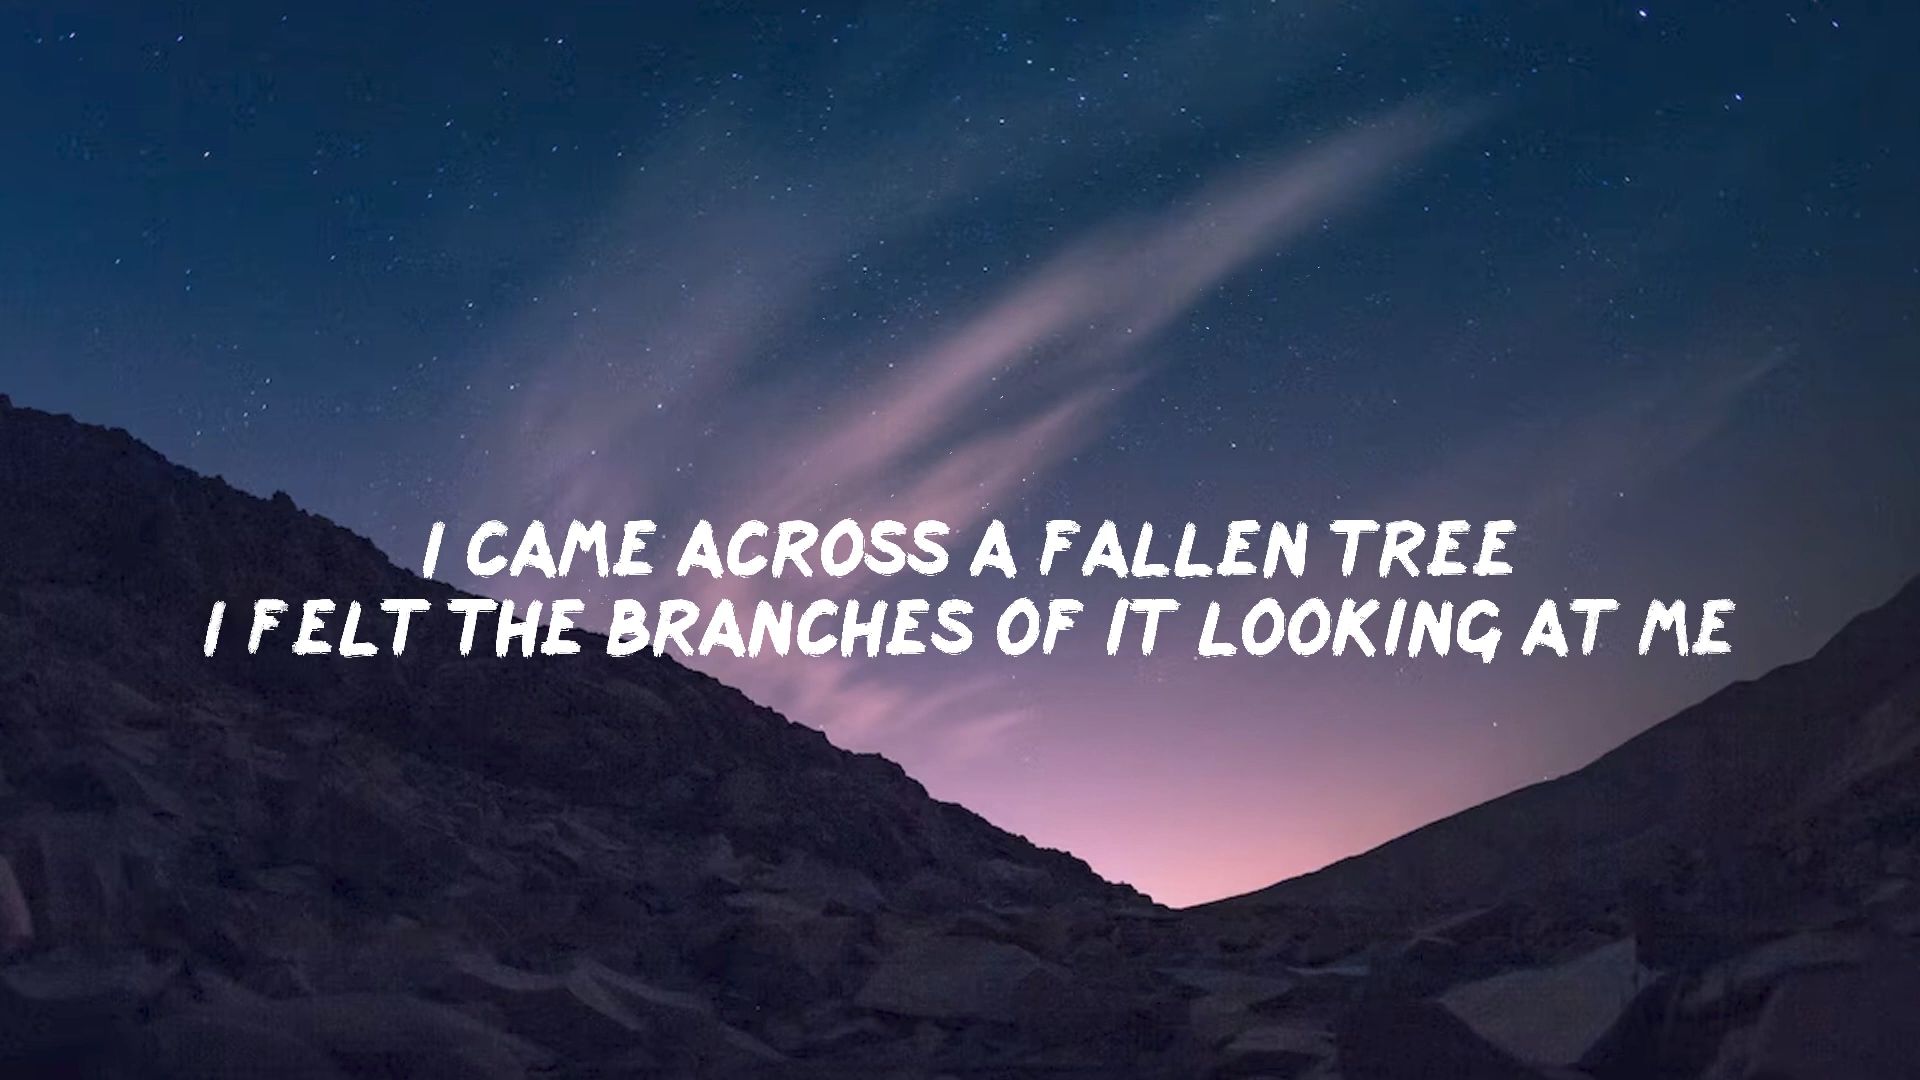 I CAME ACROSS A FALLEN TREE
I FELT THE BRANCHES OF IT LOOKING AT ME